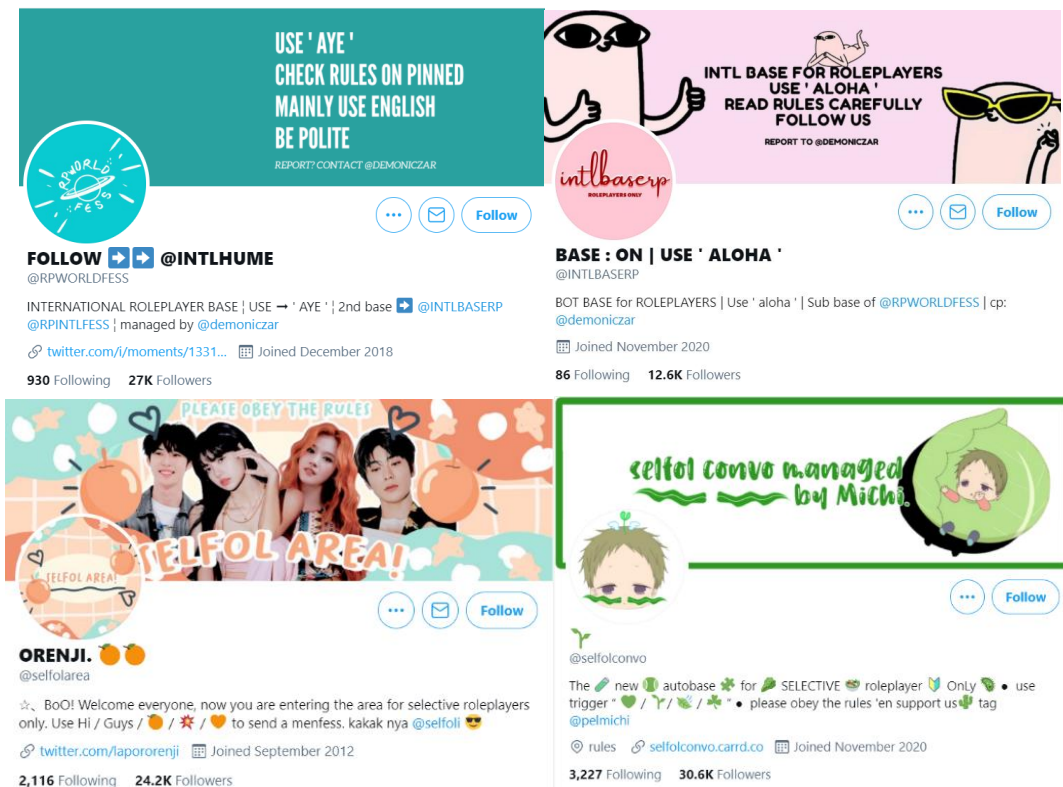 USE ' AYE '
CHECK RULES ON PINNED
MAINLY USE ENGLISH
BE POLITE
REPORT? CONTACT @DEMONICZAR
RPWORLD
FESS
Follow
FOLLOW ➡️➡️ @INTLHUME
@RPWORLDFESS
INTERNATIONAL ROLEPLAYER BASE ¦ USE → ' AYE ' ¦ 2nd base ➡️ @INTLBASERP
@RPINTLFESS ¦ managed by @demoniczar
twitter.com/i/moments/1331... Joined December 2018
930 Following 27K Followers
INTL BASE FOR ROLEPLAYERS
USE ' ALOHA '
READ RULES CAREFULLY
FOLLOW US
REPORT TO @DEMONICZAR
intlbaserp
ROLEPLAYERS ONLY
Follow
BASE : ON | USE ' ALOHA '
@INTLBASERP
BOT BASE for ROLEPLAYERS | Use ' aloha ' | Sub base of @RPWORLDFESS | cp:
@demoniczar
Joined November 2020
86 Following 12.6K Followers
PLEASE OBEY THE RULES
SELFOL AREA!
SELFOL AREA!
Follow
ORENJI. 🍊🍊
@selfolarea
☆、BoO! Welcome everyone, now you are entering the area for selective roleplayers
only. Use Hi / Guys / 🍊 / 💥 / 🧡 to send a menfess. kakak nya @selfoli 😎
twitter.com/lapororenji Joined September 2012
2,116 Following 24.2K Followers
selfol convo managed
by Michi.
Follow
🌱
@selfolconvo
The 🧪 new 🎾 autobase 🧩 for 🥦 SELECTIVE 🥗 roleplayer 🔰 OnLy 🥬 • use
trigger " 💚 / 🌱 / 🍃 / ☘️ " • please obey the rules 'en support us🌵 tag
@pelmichi
rules selfolconvo.carrd.co Joined November 2020
3,227 Following 30.6K Followers